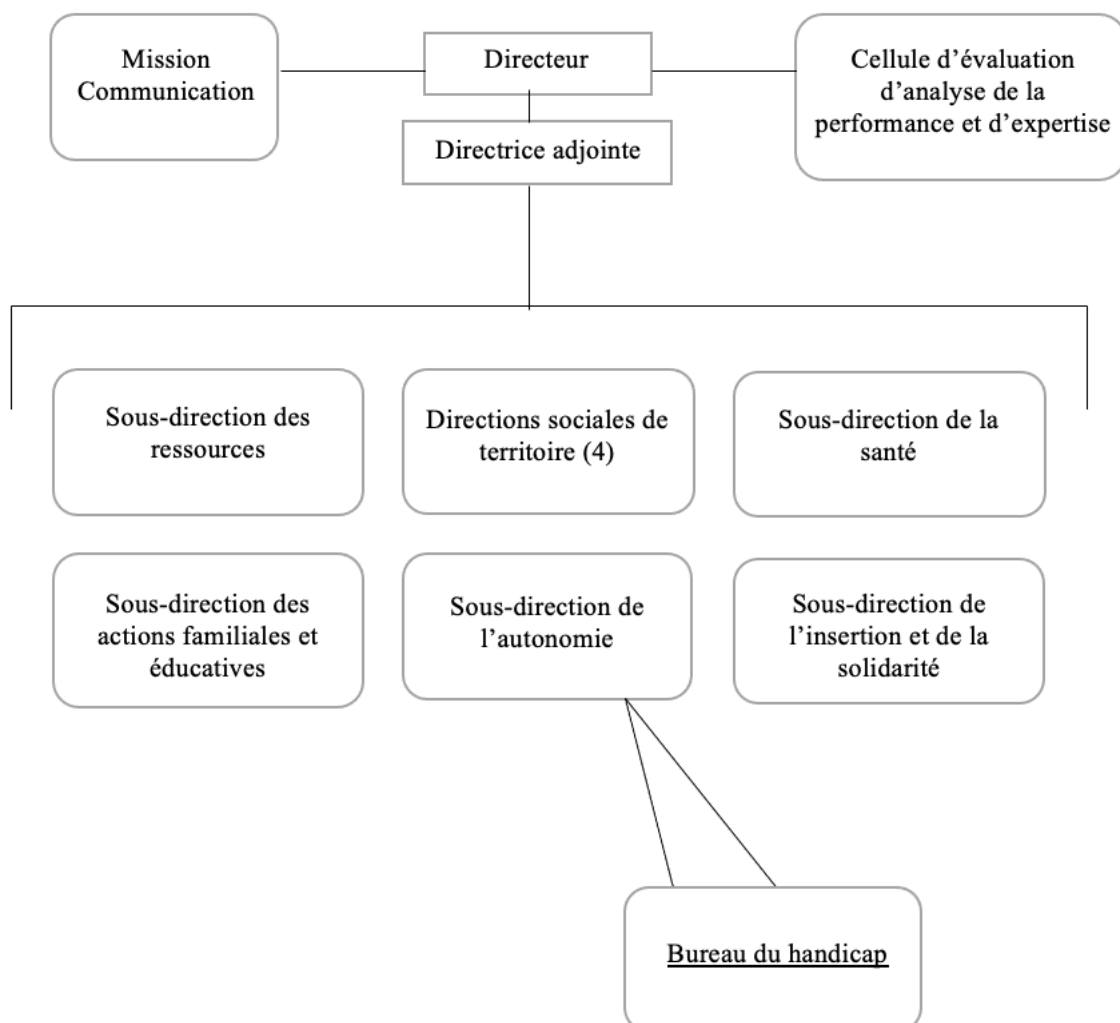 Mission
Communication
Directeur
Cellule d’évaluation
d’analyse de la
performance et d’expertise
Directrice adjointe
Sous-direction des
ressources
Directions sociales de
territoire (4)
Sous-direction de la
santé
Sous-direction des
actions familiales et
éducatives
Sous-direction de
l’autonomie
Sous-direction de
l’insertion et de la
solidarité
Bureau du handicap